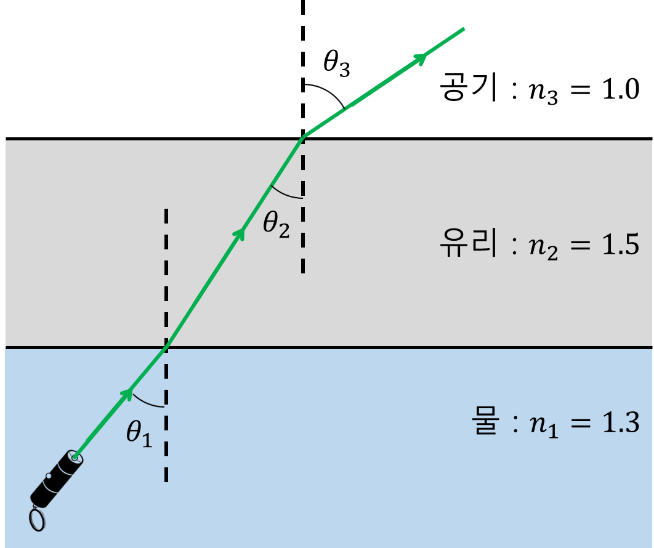 θ₃
공기 : n₃ = 1.0
θ₂
유리 : n₂ = 1.5
θ₁
물 : n₁ = 1.3